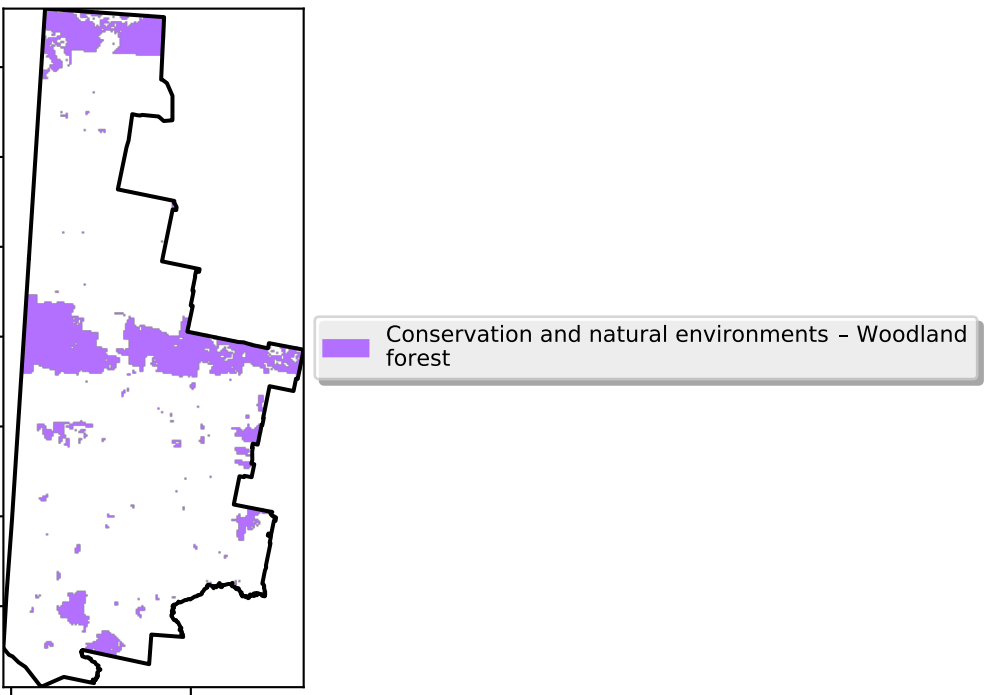 Conservation and natural environments – Woodland
forest